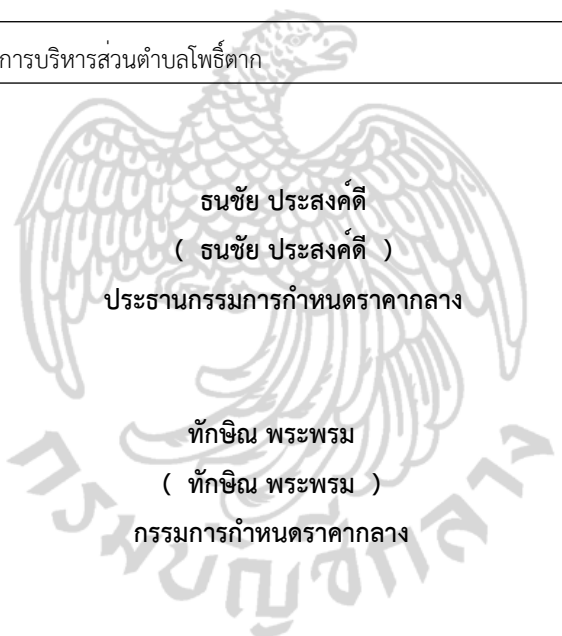 การบริหารส่วนตำบลโพธิ์ตาก
ธนชัย ประสงค์ดี
( ธนชัย ประสงค์ดี )
ประธานกรรมการกำหนดราคากลาง
ทักษิณ พระพรม
( ทักษิณ พระพรม )
กรรมการกำหนดราคากลาง
กรมบัญชีกลาง